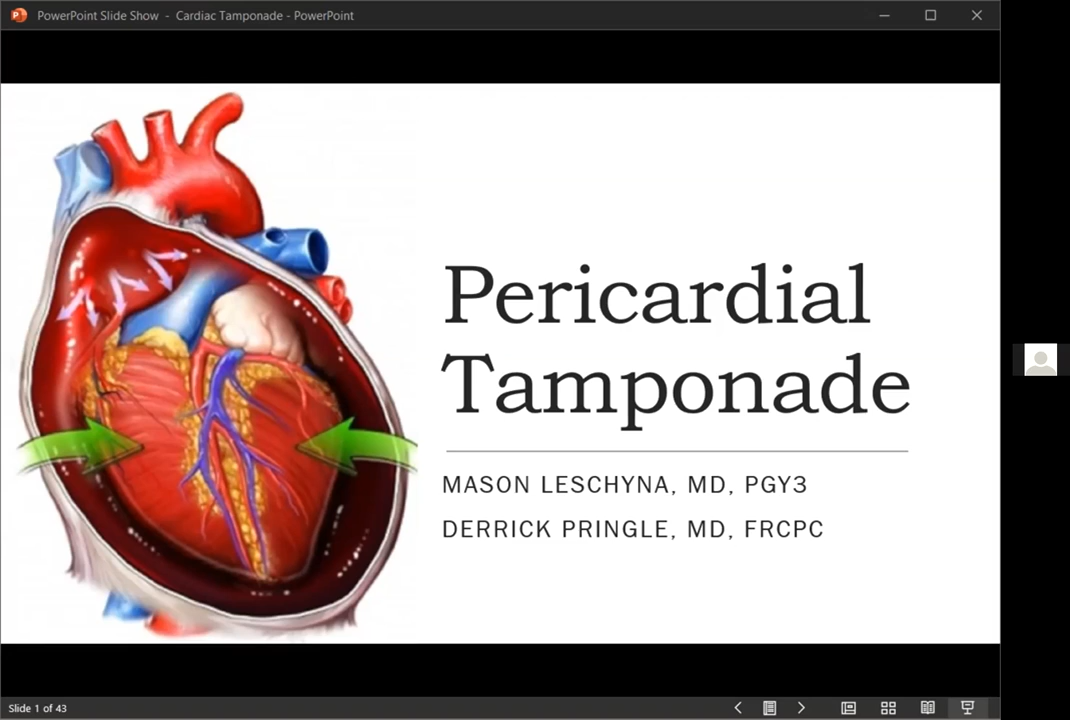 PowerPoint Slide Show - Cardiac Tamponade - PowerPoint
Pericardial
Tamponade
MASON LESCHYNA, MD, PGY3
DERRICK PRINGLE, MD, FRCPC
Slide 1 of 43